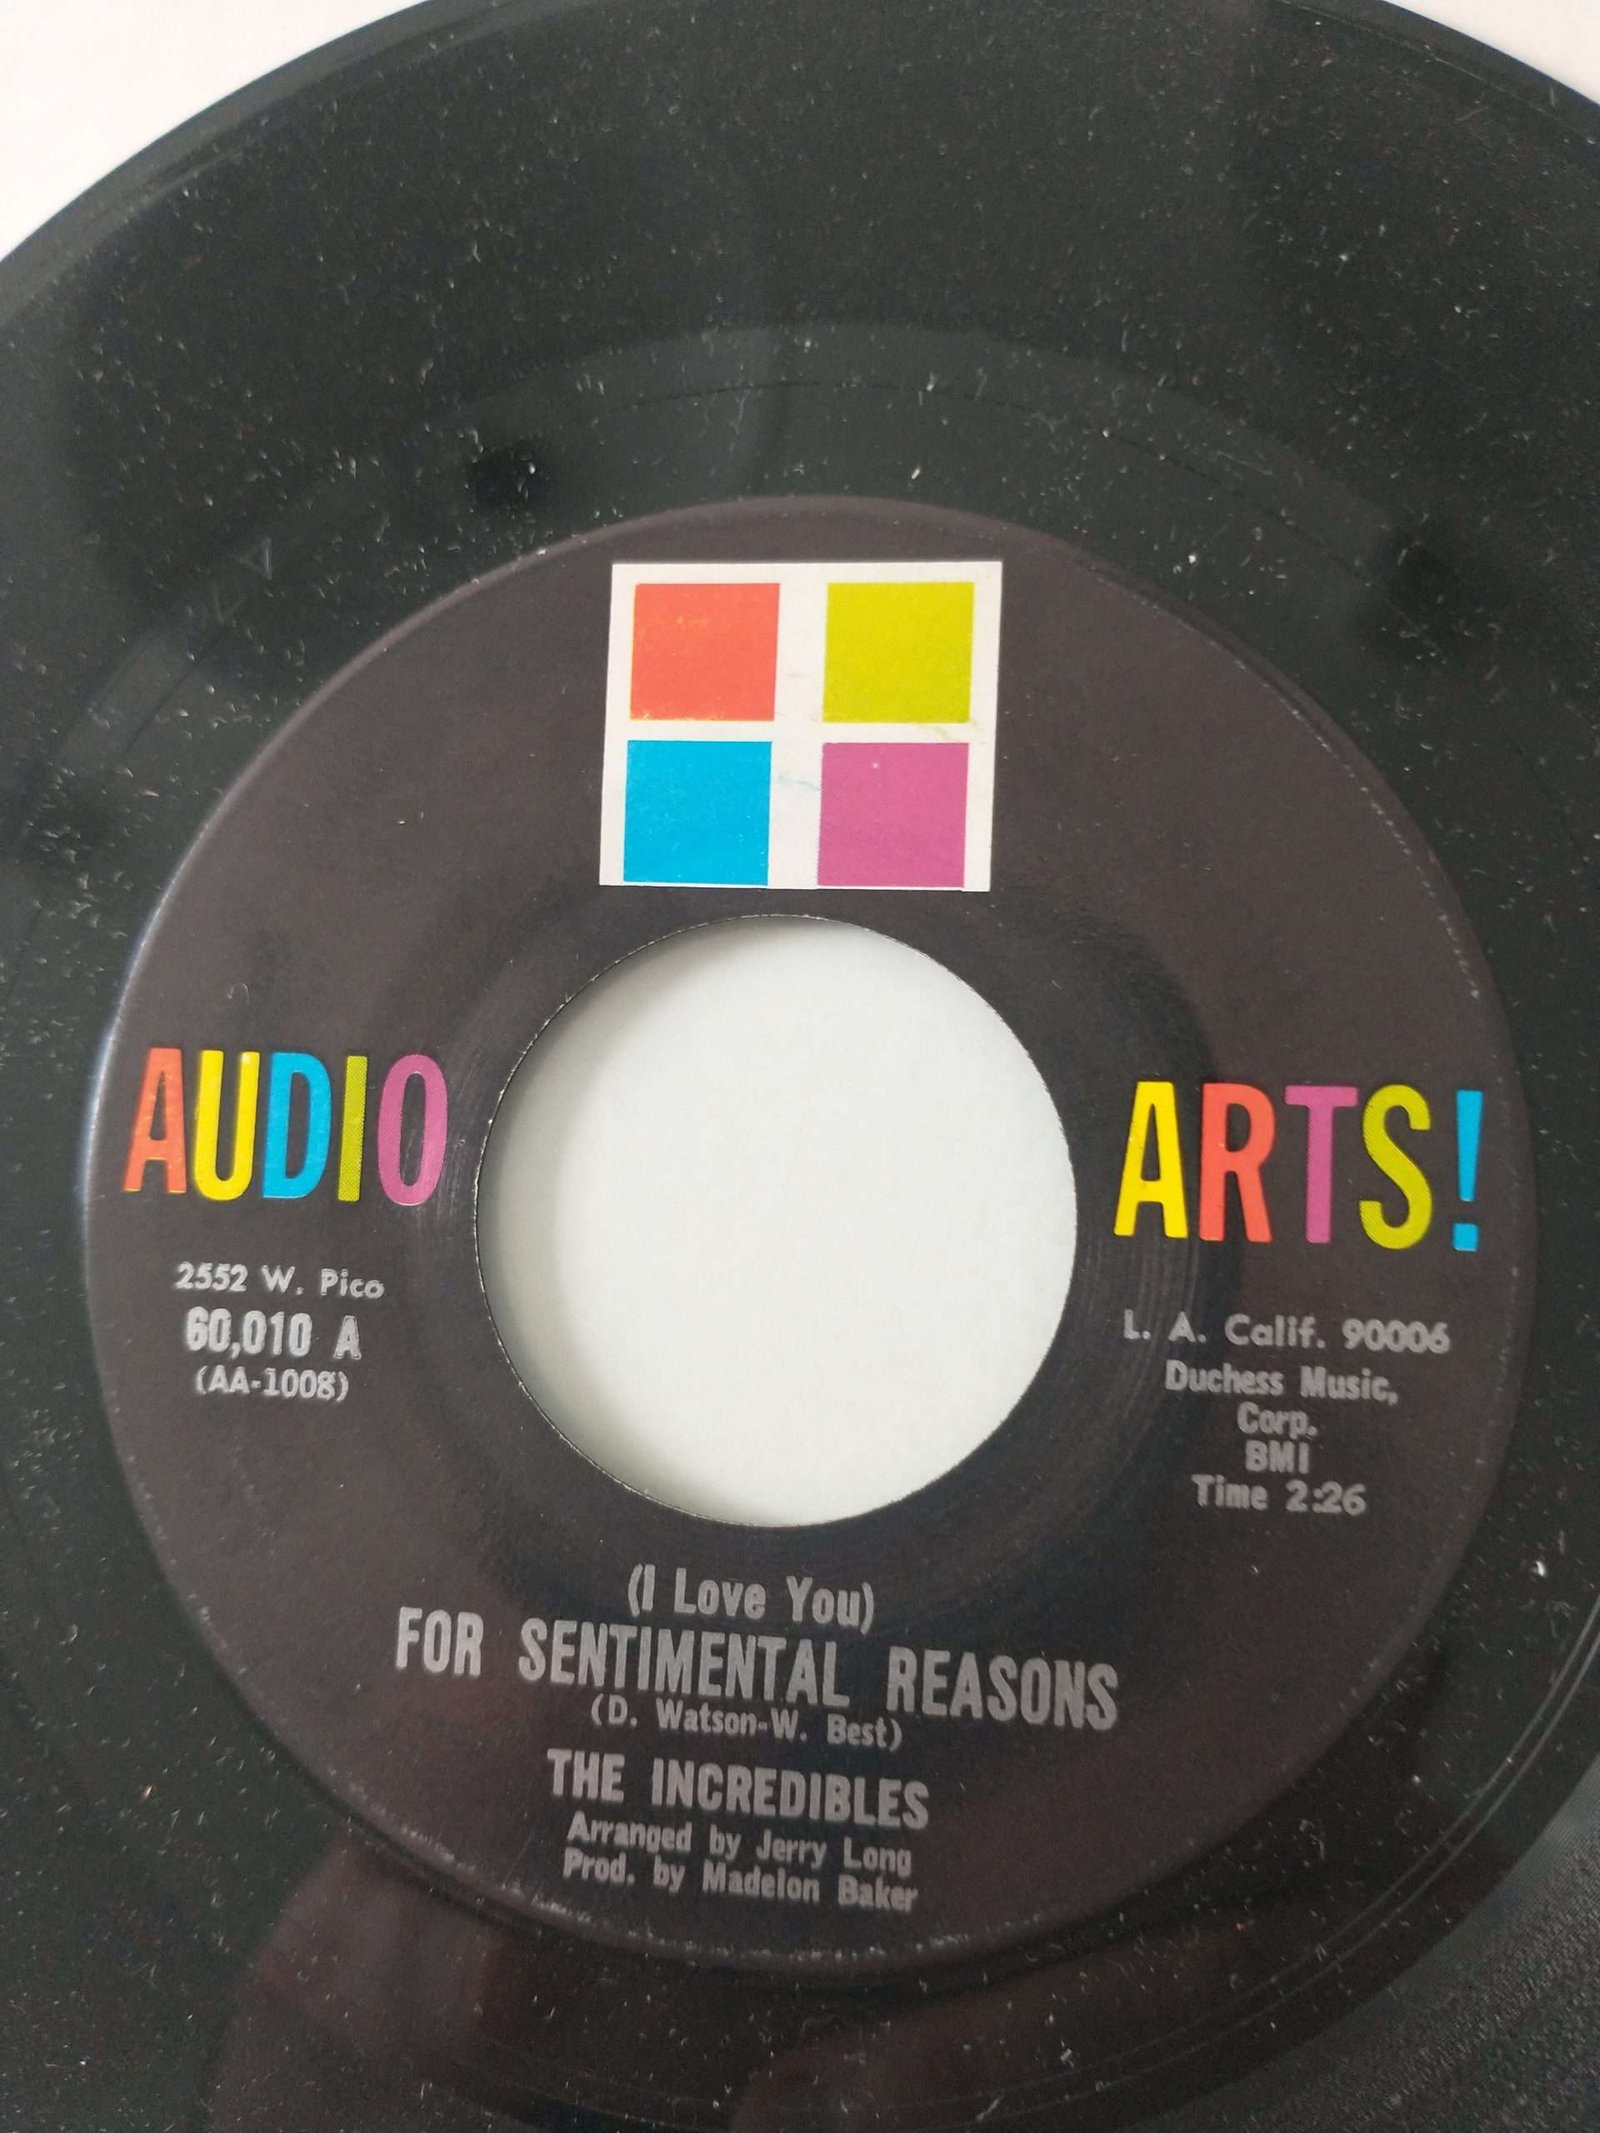 AUDIO ARTS!
2552 W. Pico
60,010 A
(AA-1008)
L. A. Calif. 90006
Duchess Music,
Corp.
BMI
Time 2:26
(I Love You)
FOR SENTIMENTAL REASONS
(D. Watson-W. Best)
THE INCREDIBLES
Arranged by Jerry Long
Prod. by Madelon Baker